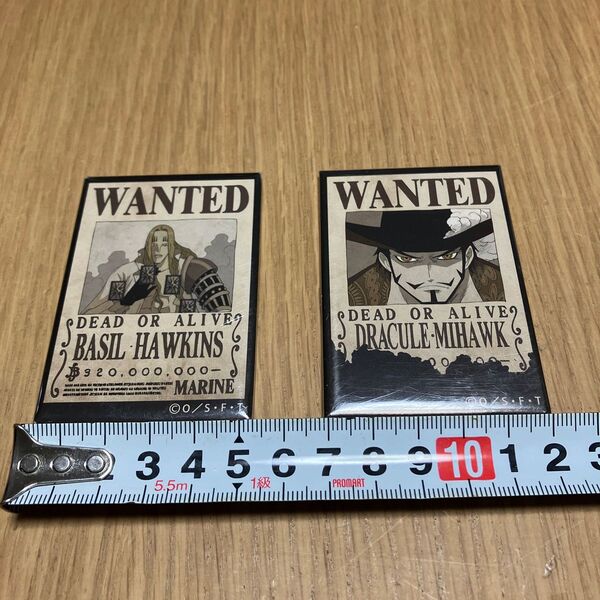 WANTED
DEAD OR ALIVE
BASIL·HAWKINS
320,000,000-
MARINE
©O/S·F·T
WANTED
DEAD OR ALIVE
DRACULE·MIHAWK
©O/S·F·T
3 4 5 6 7 8 9 10 1 2 3
5.5m 1級 PROMART